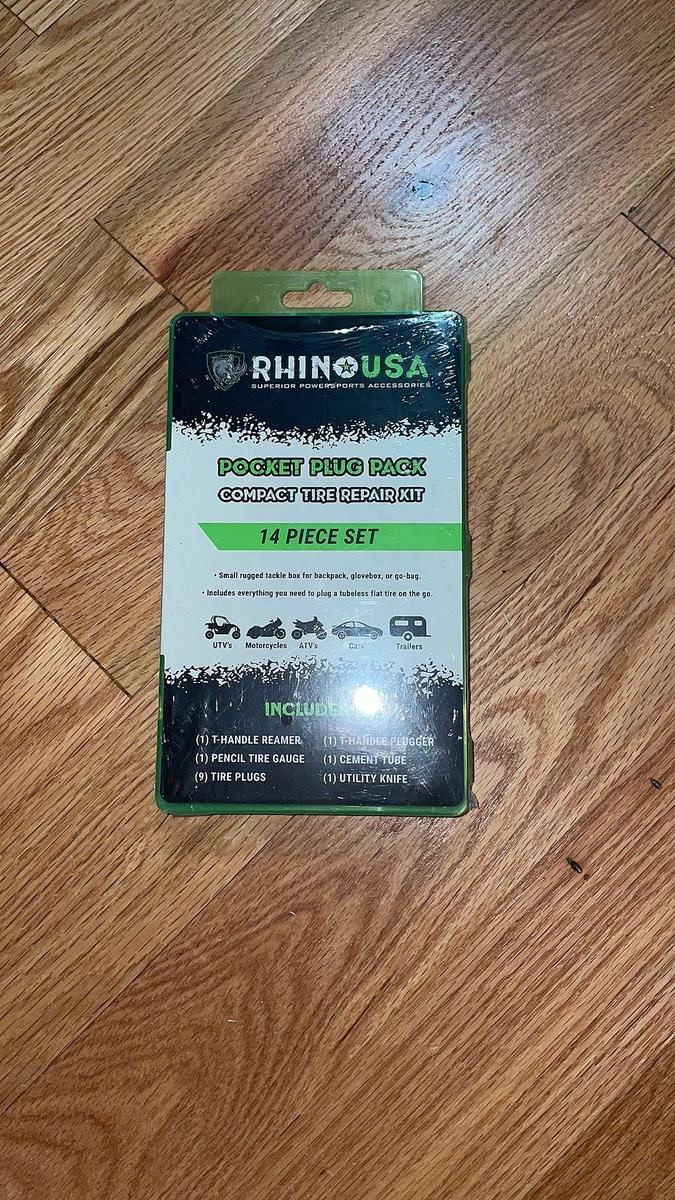 RHINOUSA
SUPERIOR POWERSPORTS ACCESSORIES
POCKET PLUG PACK
COMPACT TIRE REPAIR KIT
14 PIECE SET
• Small rugged tackle box for backpack, glovebox, or go-bag.
• Includes everything you need to plug a tubeless flat tire on the go.
UTV's Motorcycles ATV's Cars Trailers
(1) T-HANDLE REAMER (1) T-HANDLE PLUGGER
(1) PENCIL TIRE GAUGE (1) CEMENT TUBE
(9) TIRE PLUGS (1) UTILITY KNIFE